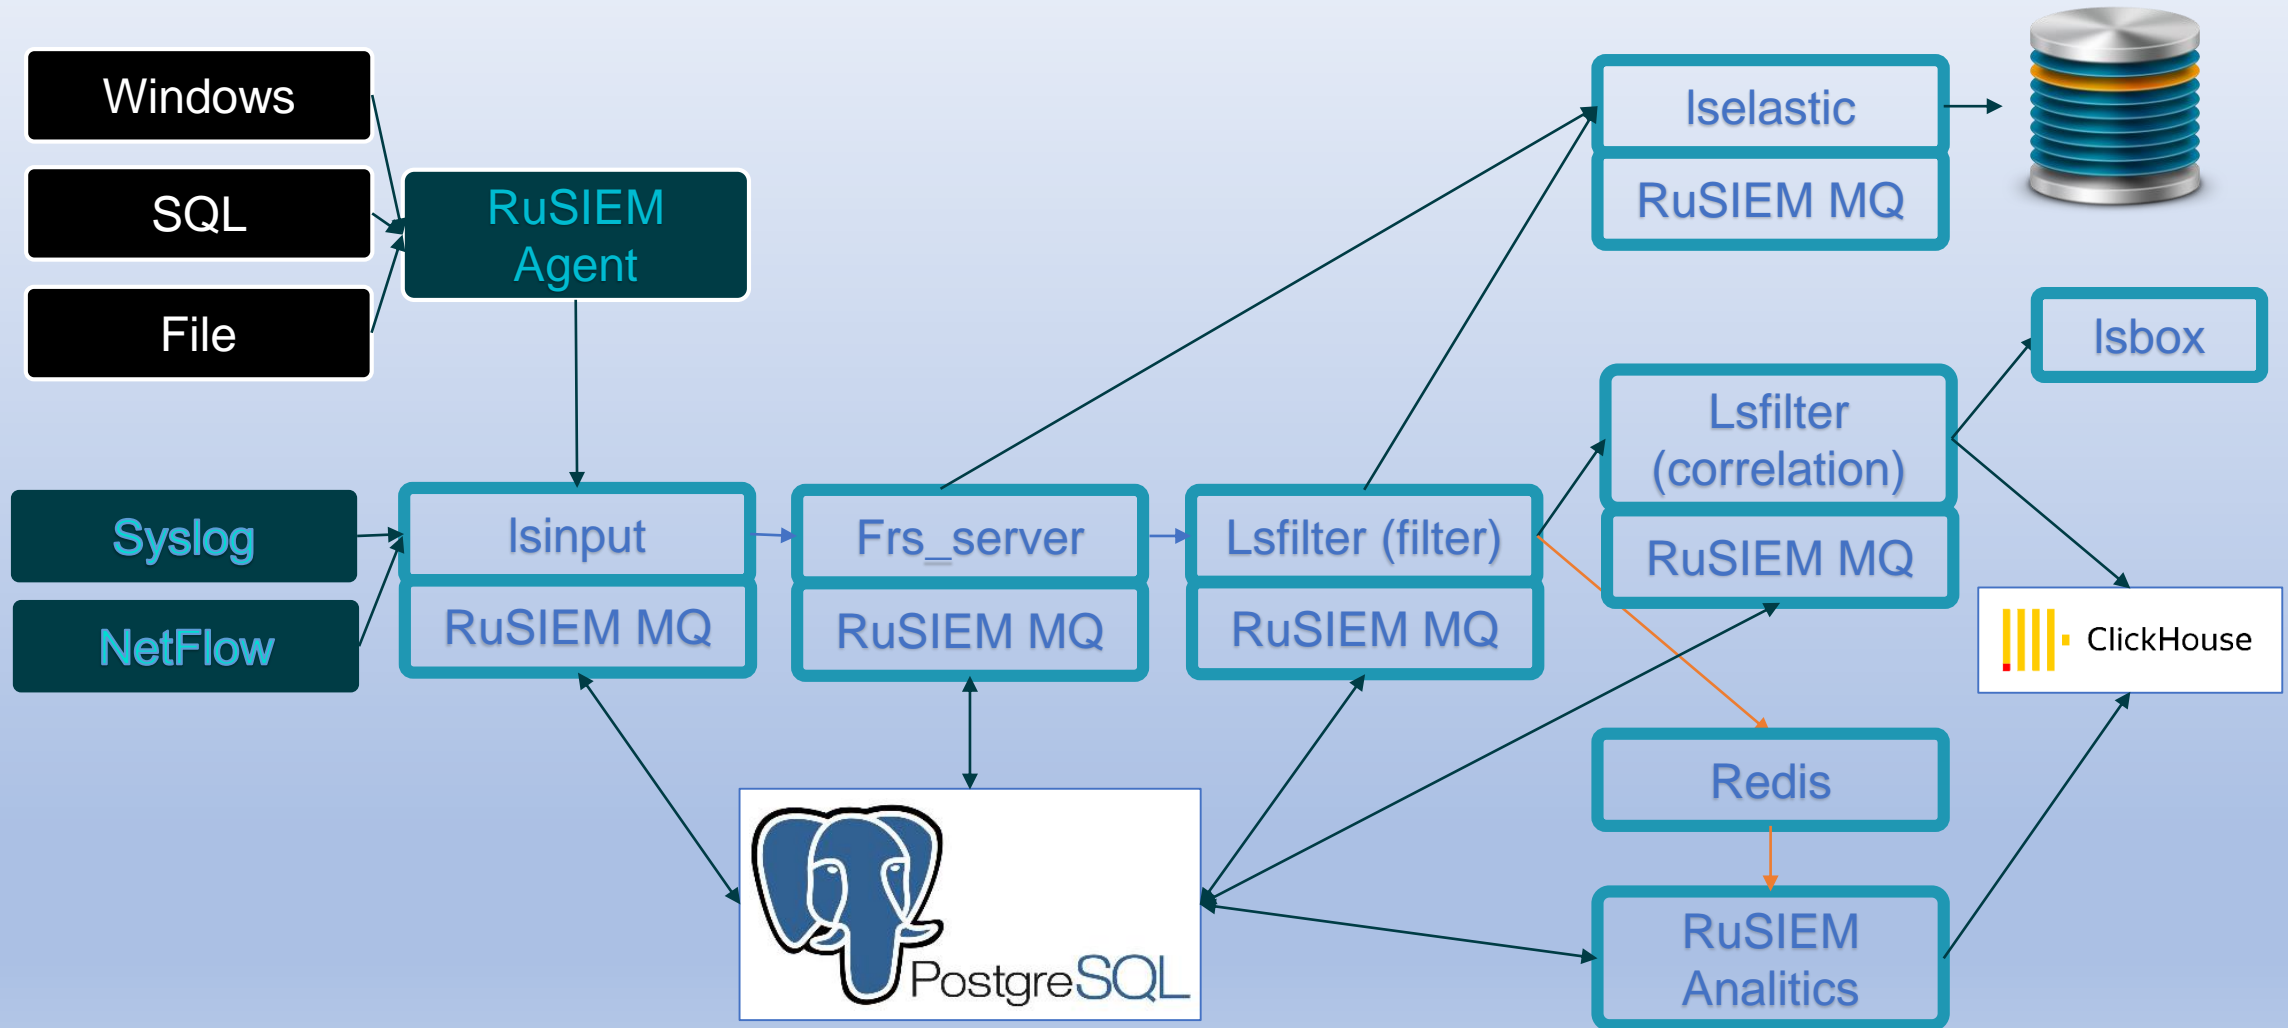 Windows
SQL
File
RuSIEM
Agent
lselastic
RuSIEM MQ
lsbox
Lsfilter
(correlation)
RuSIEM MQ
Syslog
NetFlow
lsinput
RuSIEM MQ
Frs_server
RuSIEM MQ
Lsfilter (filter)
RuSIEM MQ
ClickHouse
Redis
PostgreSQL
RuSIEM
Analitics